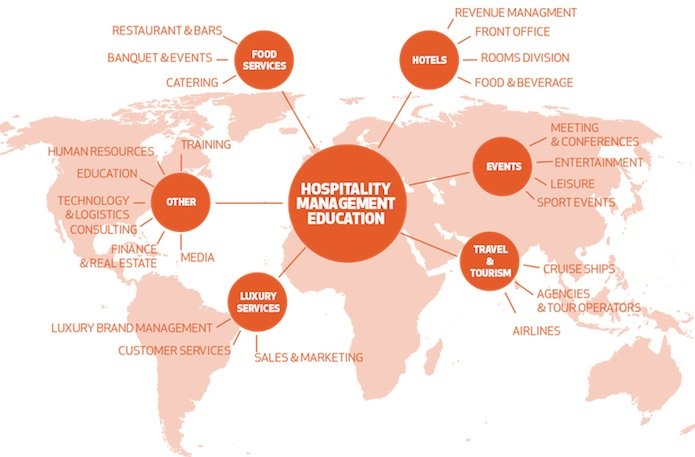 RESTAURANT & BARS
BANQUET & EVENTS
CATERING
FOOD
SERVICES
REVENUE MANAGMENT
FRONT OFFICE
ROOMS DIVISION
FOOD & BEVERAGE
HOTELS
HUMAN RESOURCES
TRAINING
EDUCATION
TECHNOLOGY
& LOGISTICS
CONSULTING
FINANCE
& REAL ESTATE
MEDIA
OTHER
HOSPITALITY
MANAGEMENT
EDUCATION
EVENTS
MEETING
& CONFERENCES
ENTERTAINMENT
LEISURE
SPORT EVENTS
TRAVEL
&
TOURISM
CRUISE SHIPS
AGENCIES
& TOUR OPERATORS
AIRLINES
LUXURY
SERVICES
LUXURY BRAND MANAGEMENT
CUSTOMER SERVICES
SALES & MARKETING